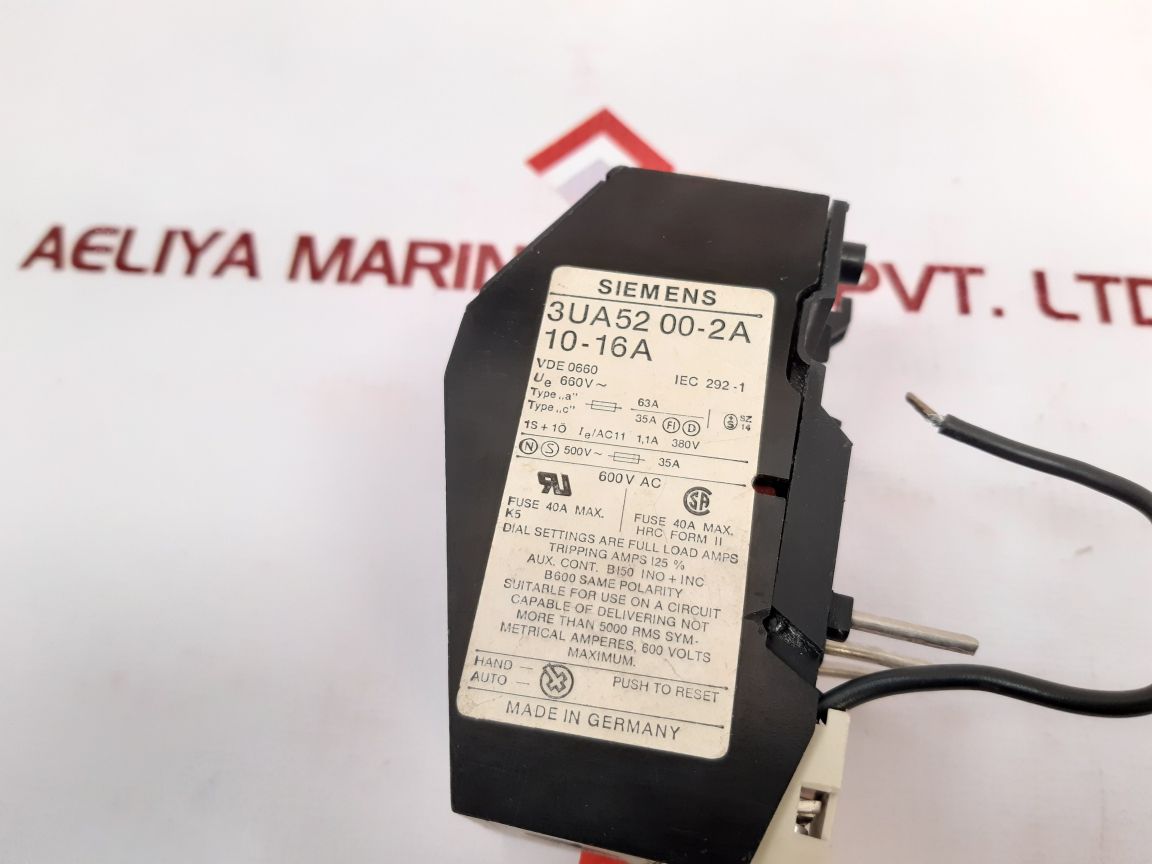 AELIYA MARIN PVT. LTD
SIEMENS
3UA52 00-2A
10-16A
VDE 0660 IEC 292-1
Ue 660V~
Type „a" 63A
Type „c" 35A FI D SZ 14
1S + 1Ö Ie/AC11 1,1A 380V
N S 500V~ 35A
600V AC
FUSE 40A MAX.
K5
FUSE 40A MAX.
HRC FORM II
DIAL SETTINGS ARE FULL LOAD AMPS
TRIPPING AMPS 125 %
AUX. CONT. B150 1NO + 1NC
B600 SAME POLARITY
SUITABLE FOR USE ON A CIRCUIT
CAPABLE OF DELIVERING NOT
MORE THAN 5000 RMS SYM-
METRICAL AMPERES, 600 VOLTS
MAXIMUM.
HAND —
AUTO — PUSH TO RESET
MADE IN GERMANY